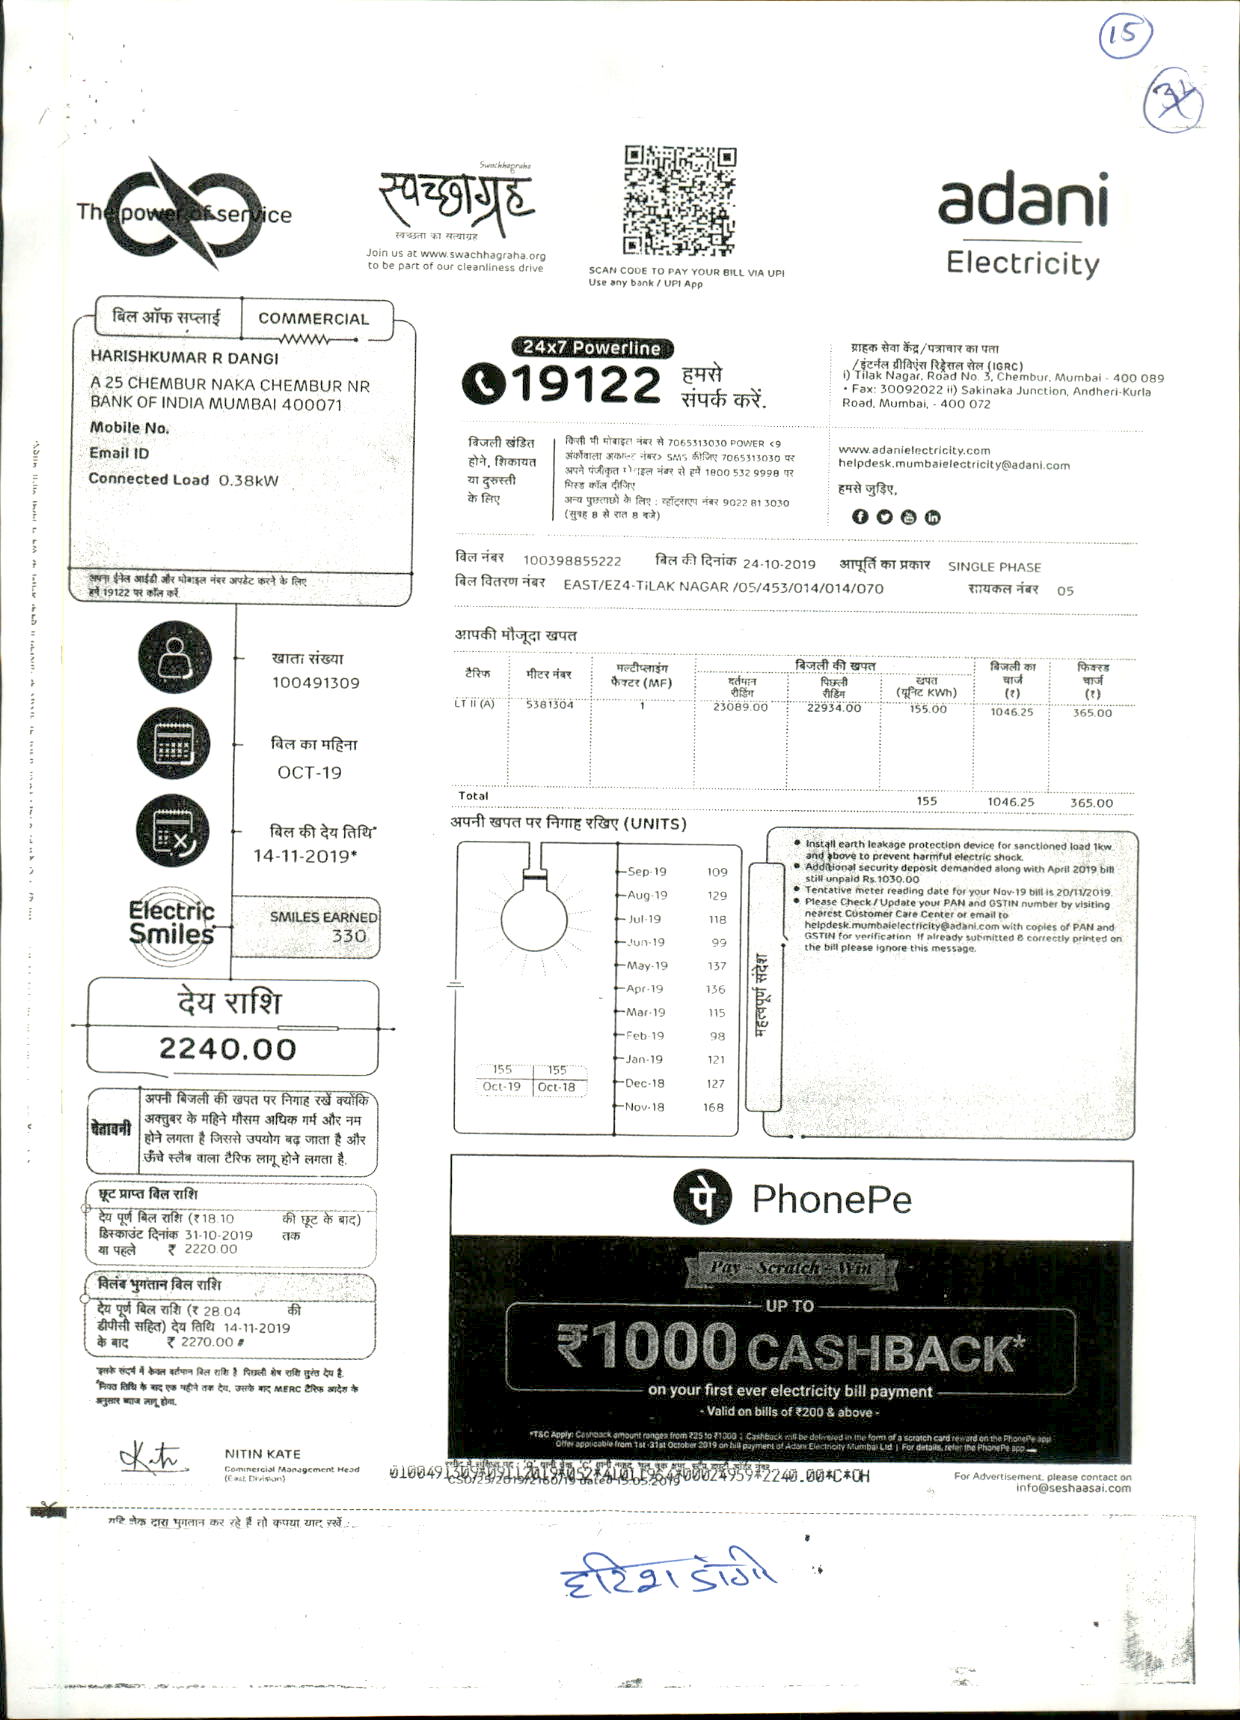 15
The power of service
Swachhagraha
स्वच्छाग्रह
स्वच्छता का सत्याग्रह
Join us at www.swachhagraha.org
to be part of our cleanliness drive
SCAN CODE TO PAY YOUR BILL VIA UPI
Use any bank / UPI App
adani
Electricity
बिल ऑफ सप्लाई
COMMERCIAL
HARISHKUMAR R DANGI
A 25 CHEMBUR NAKA CHEMBUR NR
BANK OF INDIA MUMBAI 400071
Mobile No.
Email ID
Connected Load 0.38kW
अपना ईमेल आईडी और मोबाइल नंबर अपडेट करने के लिए
हमें 19122 पर कॉल करें
24x7 Powerline
19122 हमसे
संपर्क करें.
ग्राहक सेवा केंद्र/पत्राचार का पता
/इंटर्नल ग्रीविएंस रिड्रेसल सेल (IGRC)
i) Tilak Nagar, Road No. 3, Chembur, Mumbai - 400 089
• Fax: 30092022 ii) Sakinaka Junction, Andheri-Kurla
Road, Mumbai, - 400 072
बिजली खंडित
होने, शिकायत
या दुरुस्ती
के लिए
किसी भी मोबाइल नंबर से 7065313030 POWER <9
अंकोंवाला अकाउंट नंबर> SMS कीजिए 7065313030 पर
अपने पंजीकृत मोबाइल नंबर से हमें 1800 532 9998 पर
मिस्ड कॉल दीजिए
अन्य पूछताछों के लिए : व्हॉट्सएप नंबर 9022 81 3030
(सुबह 8 से रात 8 बजे)
www.adanielectricity.com
helpdesk.mumbaielectricity@adani.com
हमसे जुड़िए,
बिल नंबर 100398855222 बिल की दिनांक 24-10-2019 आपूर्ति का प्रकार SINGLE PHASE
बिल वितरण नंबर EAST/EZ4-TiLAK NAGAR /05/453/014/014/070 सायकल नंबर 05
खाता संख्या
100491309
बिल का महिना
OCT-19
बिल की देय तिथि*
14-11-2019*
Electric
Smiles
SMILES EARNED
330
देय राशि
2240.00
आपकी मौजूदा खपत
टैरिफ मीटर नंबर मल्टीप्लाइंग फैक्टर (MF) बिजली की खपत बिजली का चार्ज (₹) फिक्स्ड चार्ज (₹)
वर्तमान रीडिंग पिछली रीडिंग खपत (यूनिट KWh)
LT II (A) 5381304 1 23089.00 22934.00 155.00 1046.25 365.00
Total 155 1046.25 365.00
अपनी खपत पर निगाह रखिए (UNITS)
Sep-19 109
Aug-19 129
Jul-19 118
Jun-19 99
May-19 137
Apr-19 136
Mar-19 115
Feb-19 98
Jan-19 121
Dec-18 127
Nov-18 168
155 155
Oct-19 Oct-18
महत्वपूर्ण संदेश
• Install earth leakage protection device for sanctioned load 1kw
and above to prevent harmful electric shock.
• Additional security deposit demanded along with April 2019 bill
still unpaid Rs.1030.00
• Tentative meter reading date for your Nov-19 bill is 20/11/2019.
• Please Check / Update your PAN and GSTIN number by visiting
nearest Customer Care Center or email to
helpdesk.mumbaielectricity@adani.com with copies of PAN and
GSTIN for verification If already submitted & correctly printed on
the bill please ignore this message.
चेतावनी
अपनी बिजली की खपत पर निगाह रखें क्योंकि
अक्तुबर के महिने मौसम अधिक गर्म और नम
होने लगता है जिससे उपयोग बढ़ जाता है और
ऊँचे स्लैब वाला टैरिफ लागू होने लगता है.
छूट प्राप्त बिल राशि
देय पूर्ण बिल राशि (₹18.10 की छूट के बाद)
डिस्काउंट दिनांक 31-10-2019 तक
या पहले ₹ 2220.00
विलंब भुगतान बिल राशि
देय पूर्ण बिल राशि (₹ 28.04 की
डीपीसी सहित) देय तिथि 14-11-2019
के बाद ₹ 2270.00 #
*इसके संदर्भ में केवल वर्तमान बिल राशि है पिछली शेष राशि तुरंत देय है.
#नियत तिथि के बाद एक महीने तक देय, उसके बाद MERC टैरिफ आदेश के
अनुसार ब्याज लागू होगा.
NITIN KATE
Commercial Management Head
(East Division)
पे PhonePe
Pay - Scratch - Win
UP TO
₹1000 CASHBACK*
on your first ever electricity bill payment
- Valid on bills of ₹200 & above -
*T&C Apply: Cashback amount ranges from ₹25 to ₹1000 | Cashback will be delivered in the form of a scratch card reward on the PhonePe app
Offer applicable from 1st -31st October 2019 on bill payment of Adani Electricity Mumbai Ltd | For details, refer the PhonePe app
For Advertisement, please contact on
info@seshaasai.com
यदि चेक द्वारा भुगतान कर रहे हैं तो कृपया याद रखें
हरिश डांगी